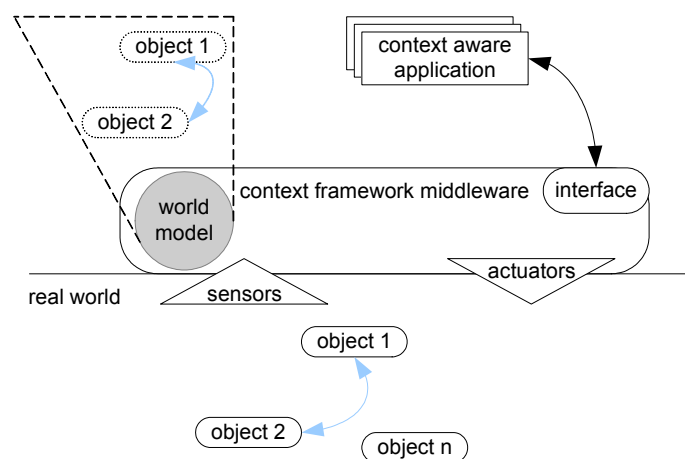 object 1
context aware
application
object 2
context framework middleware
interface
world
model
actuators
sensors
real world
object 1
object 2
object n